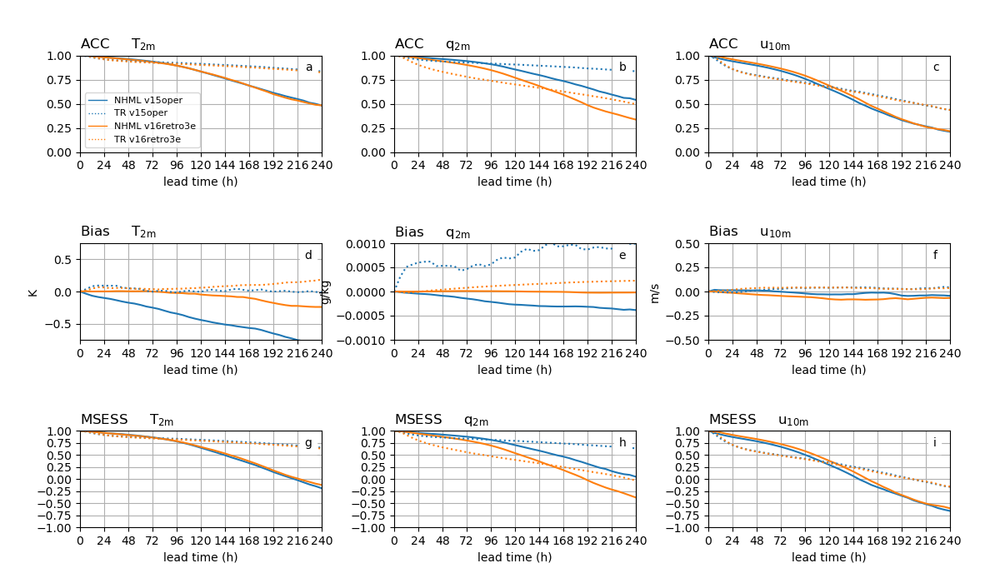 ACC T2m
1.00
0.75
0.50
0.25
0.00
a
NHML v15oper
TR v15oper
NHML v16retro3e
TR v16retro3e
0 24 48 72 96 120 144 168 192 216 240
lead time (h)
ACC q2m
1.00
0.75
0.50
0.25
0.00
b
0 24 48 72 96 120 144 168 192 216 240
lead time (h)
ACC u10m
1.00
0.75
0.50
0.25
0.00
c
0 24 48 72 96 120 144 168 192 216 240
lead time (h)
Bias T2m
K
0.5
0.0
−0.5
d
0 24 48 72 96 120 144 168 192 216 240
lead time (h)
Bias q2m
g/kg
0.0010
0.0005
0.0000
−0.0005
−0.0010
e
0 24 48 72 96 120 144 168 192 216 240
lead time (h)
Bias u10m
m/s
0.50
0.25
0.00
−0.25
−0.50
f
0 24 48 72 96 120 144 168 192 216 240
lead time (h)
MSESS T2m
1.00
0.75
0.50
0.25
0.00
−0.25
−0.50
−0.75
−1.00
g
0 24 48 72 96 120 144 168 192 216 240
lead time (h)
MSESS q2m
1.00
0.75
0.50
0.25
0.00
−0.25
−0.50
−0.75
−1.00
h
0 24 48 72 96 120 144 168 192 216 240
lead time (h)
MSESS u10m
1.00
0.75
0.50
0.25
0.00
−0.25
−0.50
−0.75
−1.00
i
0 24 48 72 96 120 144 168 192 216 240
lead time (h)